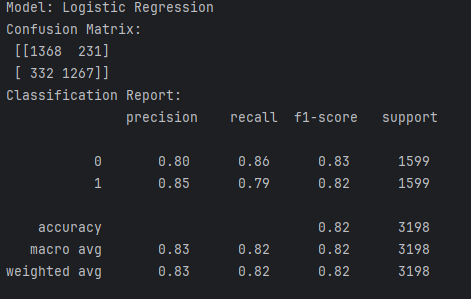 Model: Logistic Regression
Confusion Matrix:
[[1368  231]
[ 332 1267]]
Classification Report:
precision    recall  f1-score   support
0       0.80      0.86      0.83      1599
1       0.85      0.79      0.82      1599
accuracy                           0.82      3198
macro avg       0.83      0.82      0.82      3198
weighted avg       0.83      0.82      0.82      3198